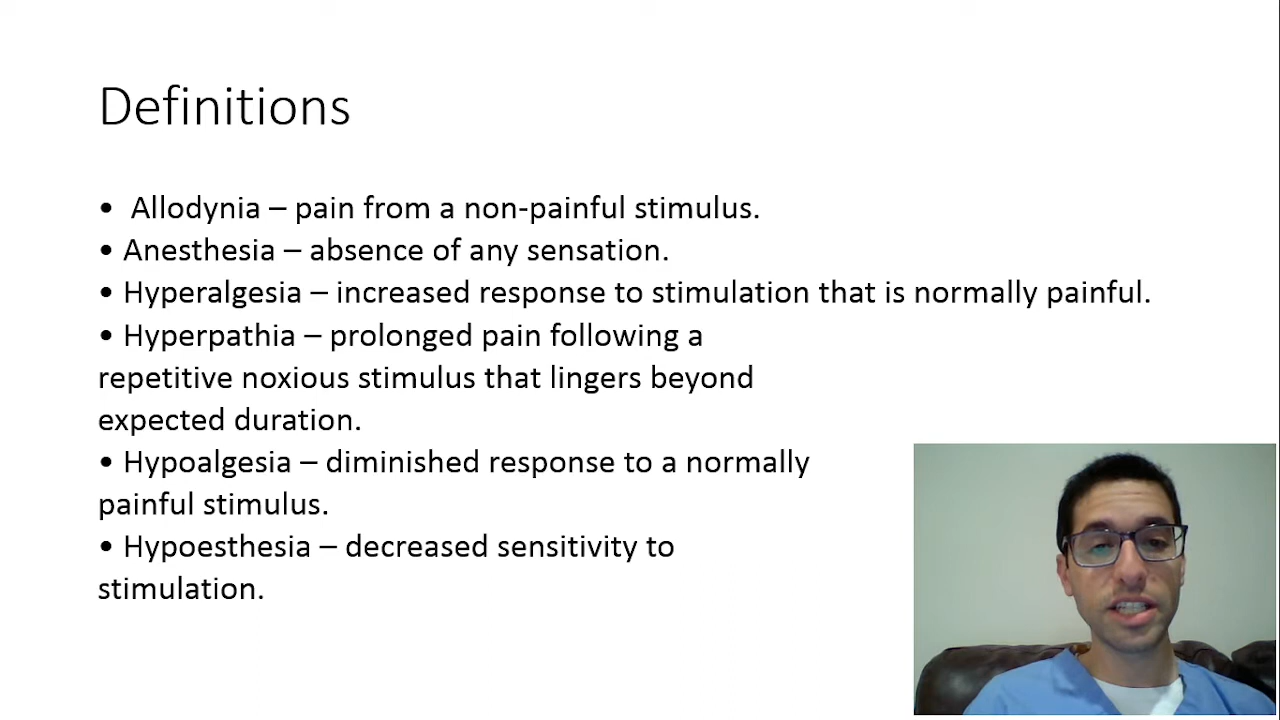 Definitions
• Allodynia – pain from a non-painful stimulus.
• Anesthesia – absence of any sensation.
• Hyperalgesia – increased response to stimulation that is normally painful.
• Hyperpathia – prolonged pain following a
repetitive noxious stimulus that lingers beyond
expected duration.
• Hypoalgesia – diminished response to a normally
painful stimulus.
• Hypoesthesia – decreased sensitivity to
stimulation.